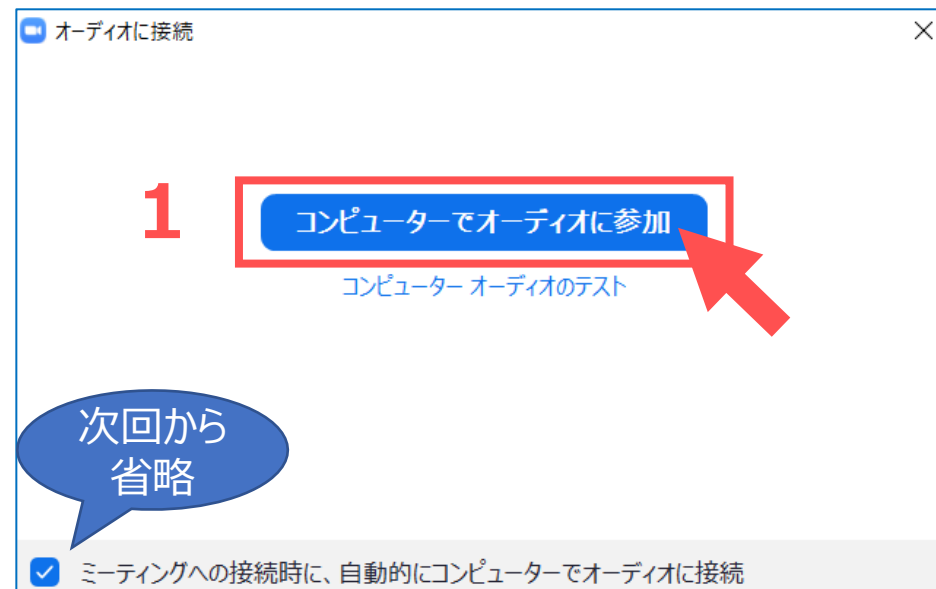 オーディオに接続
1
コンピューターでオーディオに参加
コンピューター オーディオのテスト
次回から
省略
ミーティングへの接続時に、自動的にコンピューターでオーディオに接続